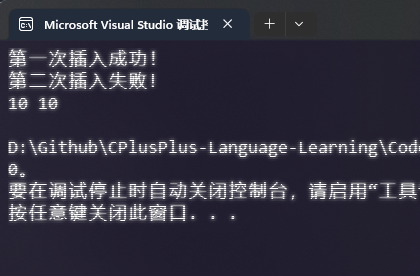 Microsoft Visual Studio 调试
第一次插入成功!
第二次插入失败!
10 10
D:\Github\CPlusPlus-Language-Learning\Cod
0。
要在调试停止时自动关闭控制台, 请启用“工具
按任意键关闭此窗口. . .